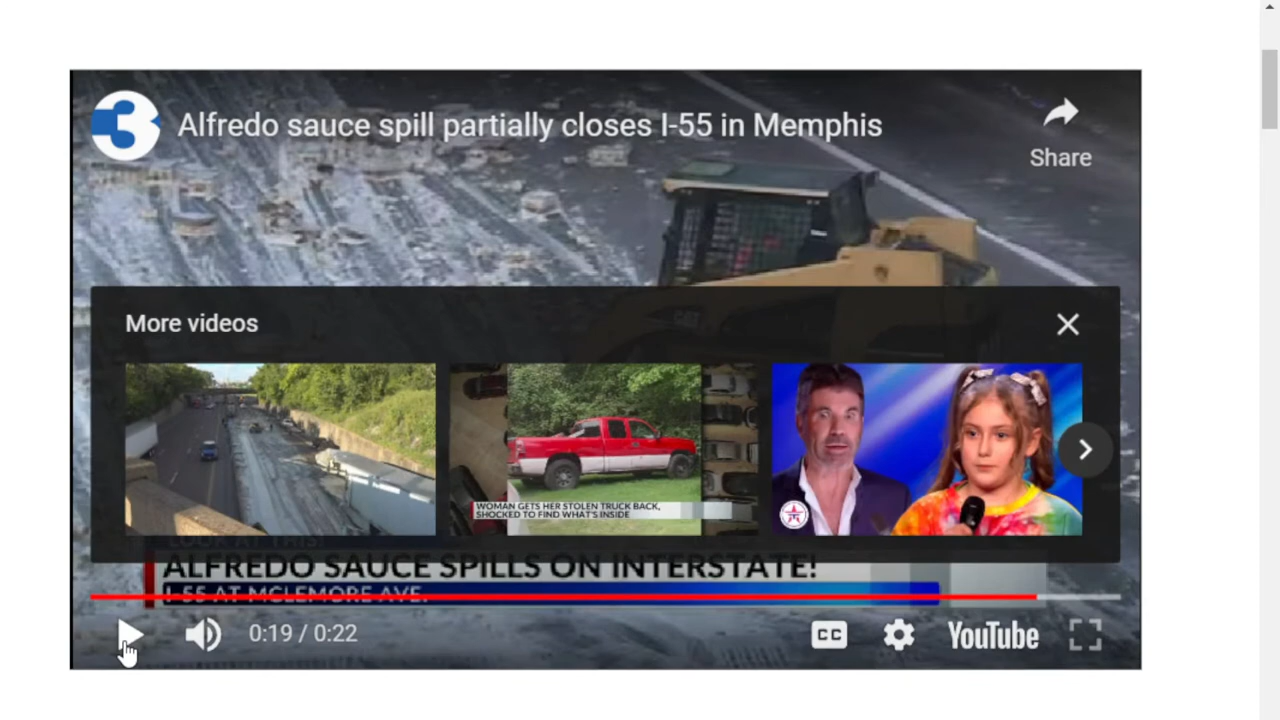 3
Alfredo sauce spill partially closes I-55 in Memphis
Share
More videos
WOMAN GETS HER STOLEN TRUCK BACK,
SHOCKED TO FIND WHAT'S INSIDE
CAT
ALFREDO SAUCE SPILLS ON INTERSTATE!
I-55 AT MCLEMORE AVE.
0:19 / 0:22
CC
YouTube